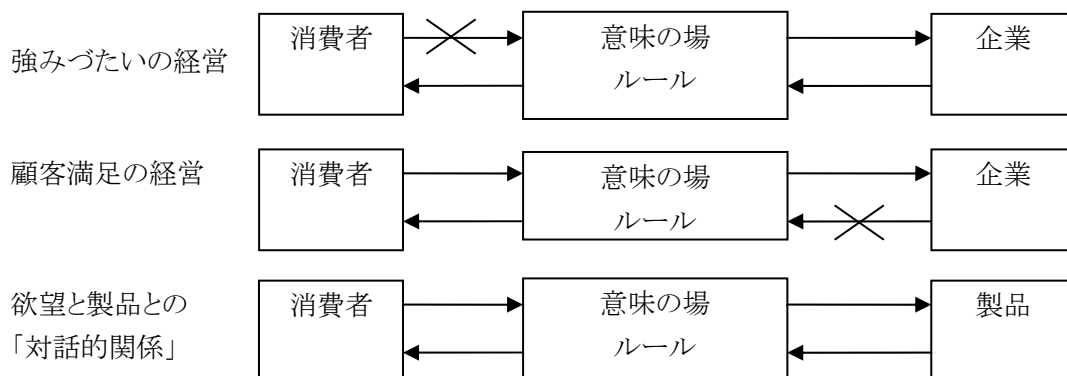 強みづたいの経営
消費者
意味の場
ルール
企業
顧客満足の経営
消費者
意味の場
ルール
企業
欲望と製品との
「対話的関係」
消費者
意味の場
ルール
製品